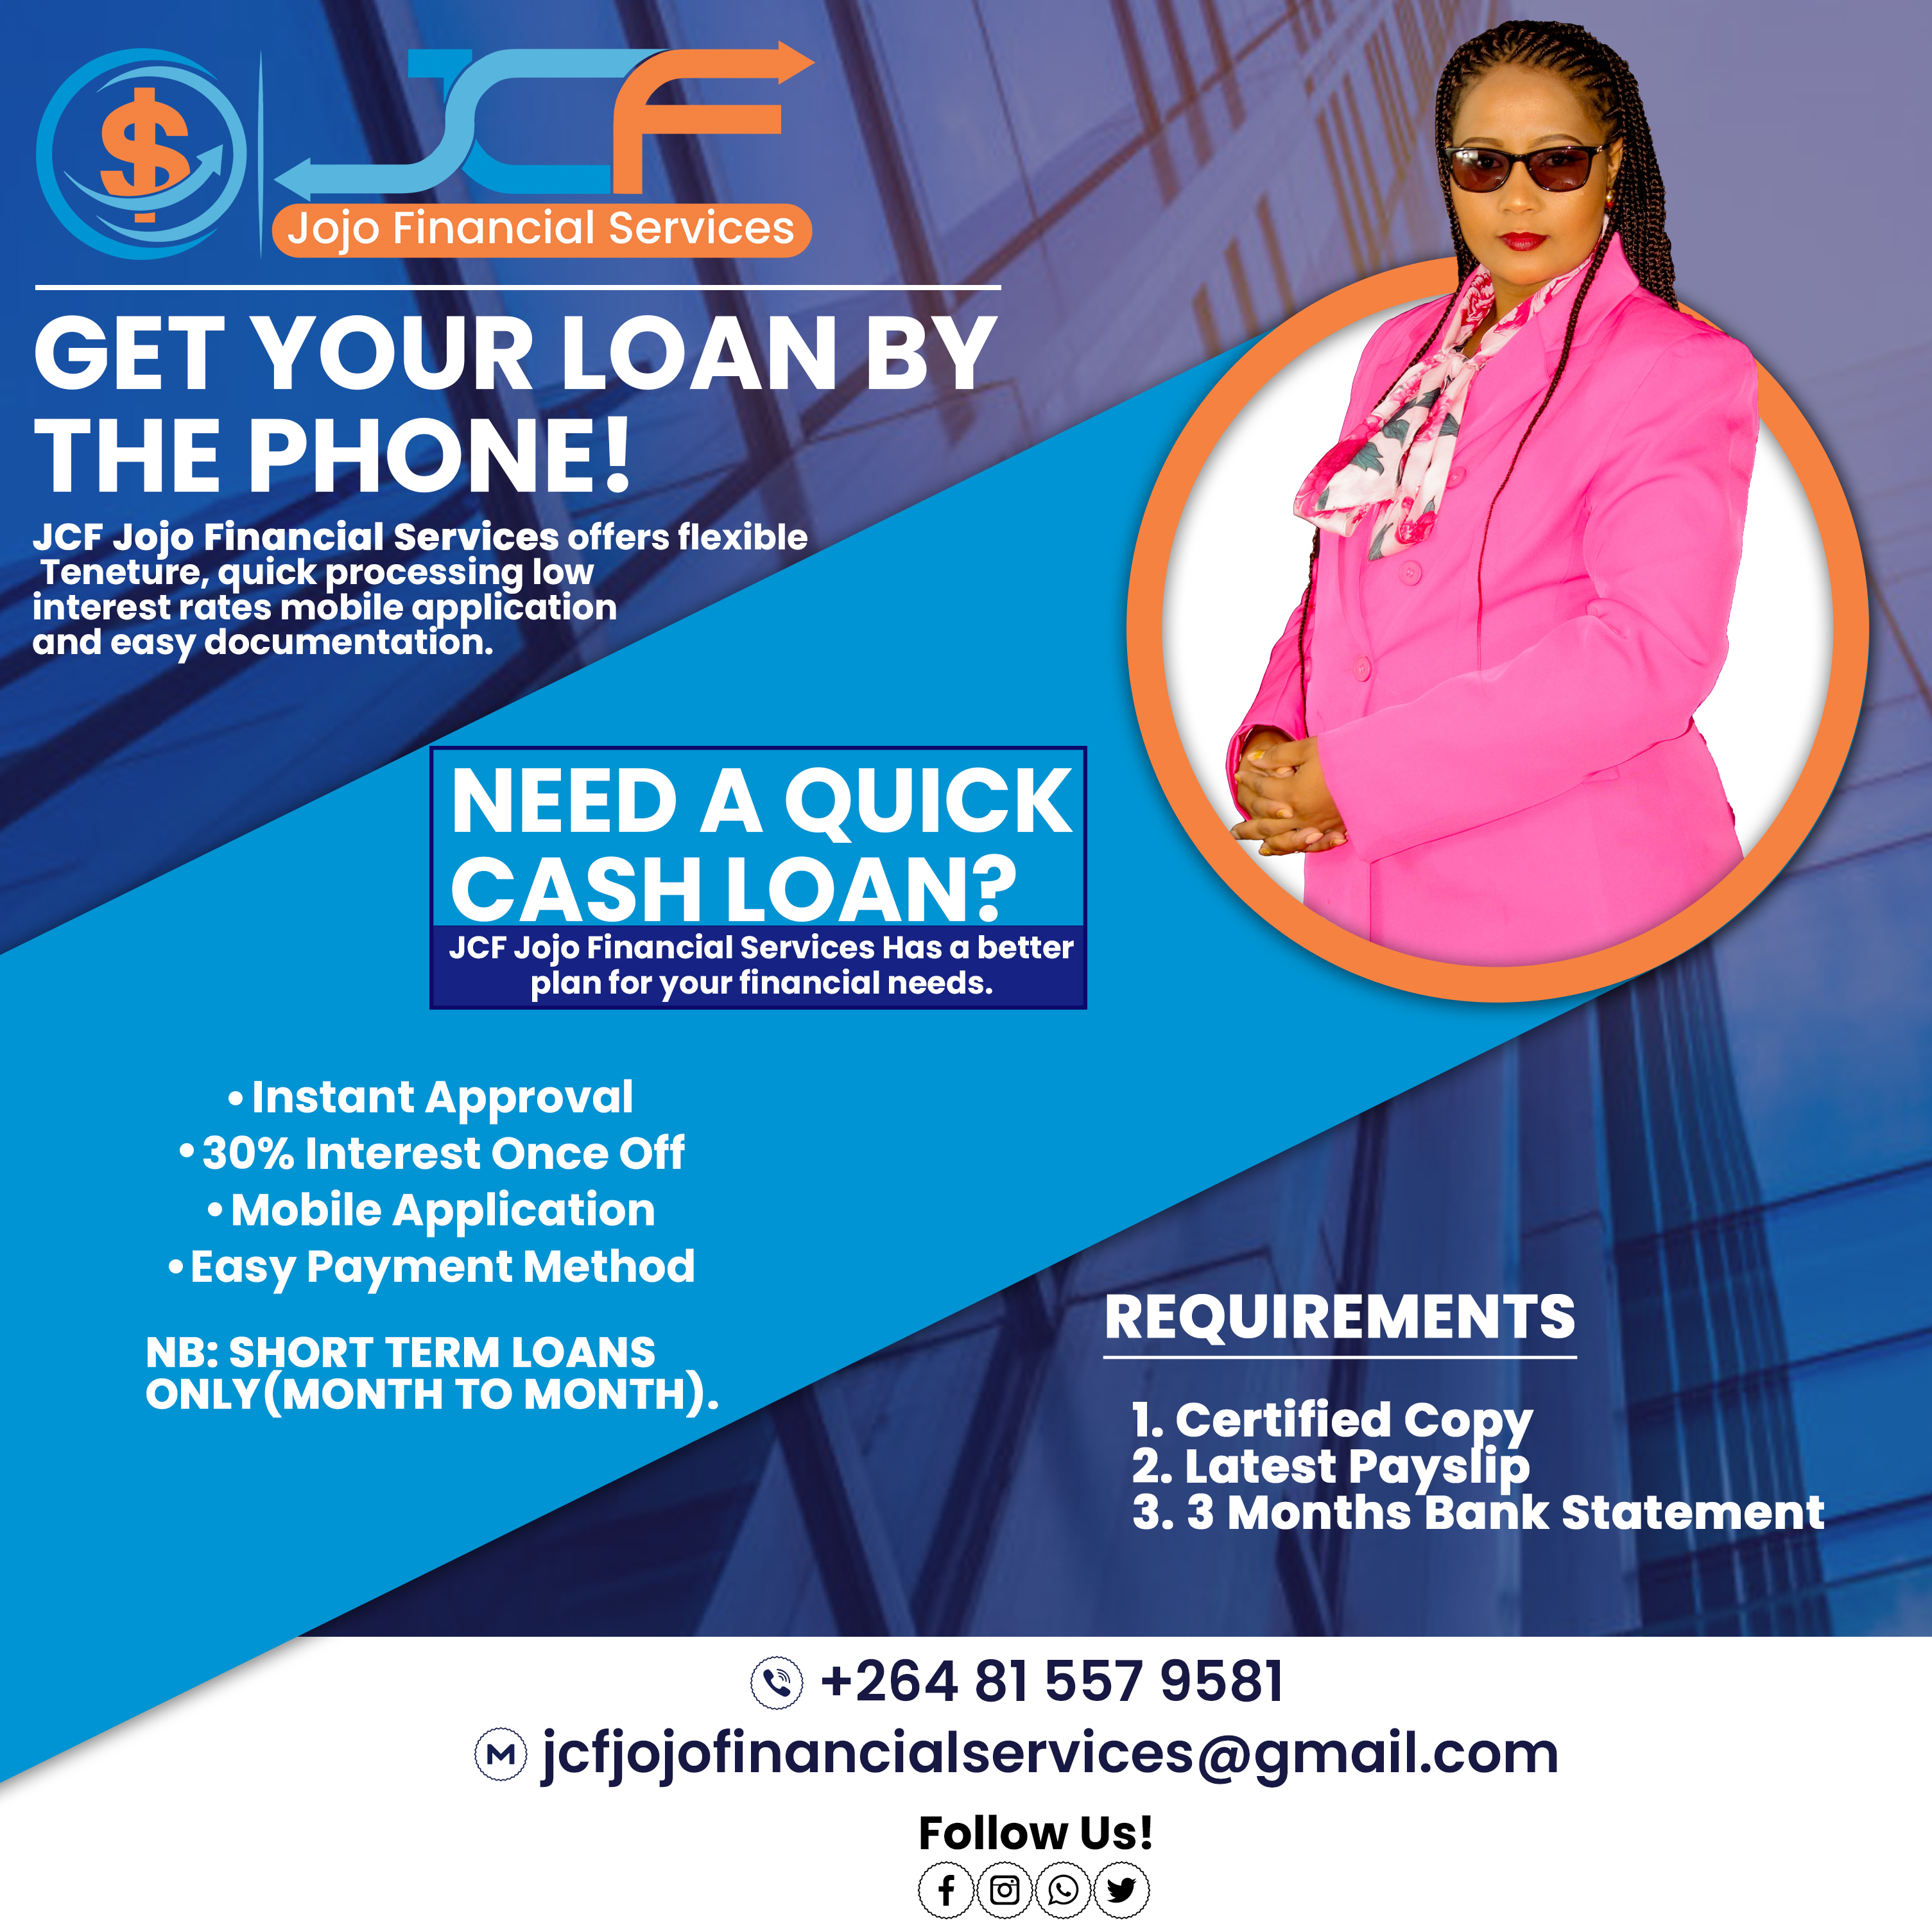 JCF
Jojo Financial Services
GET YOUR LOAN BY
THE PHONE!
JCF Jojo Financial Services offers flexible
Teneture, quick processing low
interest rates mobile application
and easy documentation.
NEED A QUICK
CASH LOAN?
JCF Jojo Financial Services Has a better
plan for your financial needs.
• Instant Approval
• 30% Interest Once Off
• Mobile Application
• Easy Payment Method
NB: SHORT TERM LOANS
ONLY(MONTH TO MONTH).
REQUIREMENTS
1. Certified Copy
2. Latest Payslip
3. 3 Months Bank Statement
+264 81 557 9581
jcfjojofinancialservices@gmail.com
Follow Us!